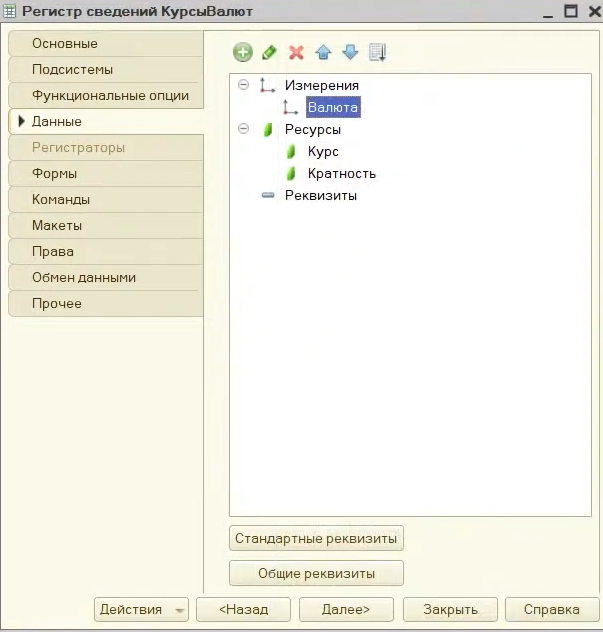 Регистр сведений КурсыВалют
Основные
Подсистемы
Функциональные опции
Данные
Регистраторы
Формы
Команды
Макеты
Права
Обмен данными
Прочее
Измерения
Валюта
Ресурсы
Курс
Кратность
Реквизиты
Стандартные реквизиты
Общие реквизиты
Действия
<Назад
Далее>
Закрыть
Справка